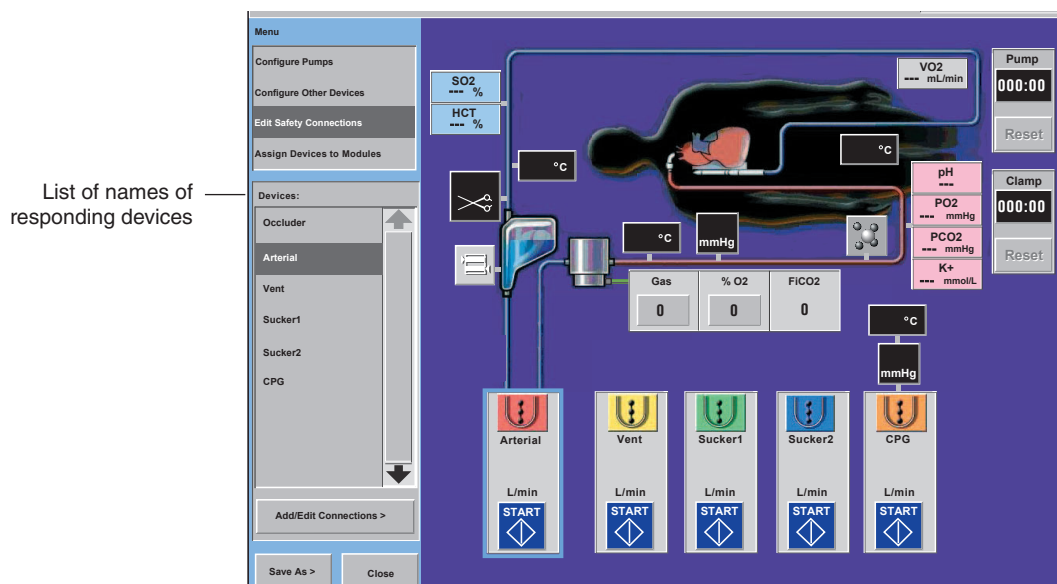 List of names of
responding devices
Menu
Configure Pumps
Configure Other Devices
Edit Safety Connections
Assign Devices to Modules
Devices:
Occluder
Arterial
Vent
Sucker1
Sucker2
CPG
Add/Edit Connections >
Save As >
Close
SO2
--- %
HCT
--- %
°C
VO2
--- mL/min
°C
Pump
000:00
Reset
Clamp
000:00
Reset
pH
---
PO2
--- mmHg
PCO2
--- mmHg
K+
--- mmol/L
°C
mmHg
Gas
0
% O2
0
FiCO2
0
°C
mmHg
Arterial
L/min
START
Vent
L/min
START
Sucker1
L/min
START
Sucker2
L/min
START
CPG
L/min
START